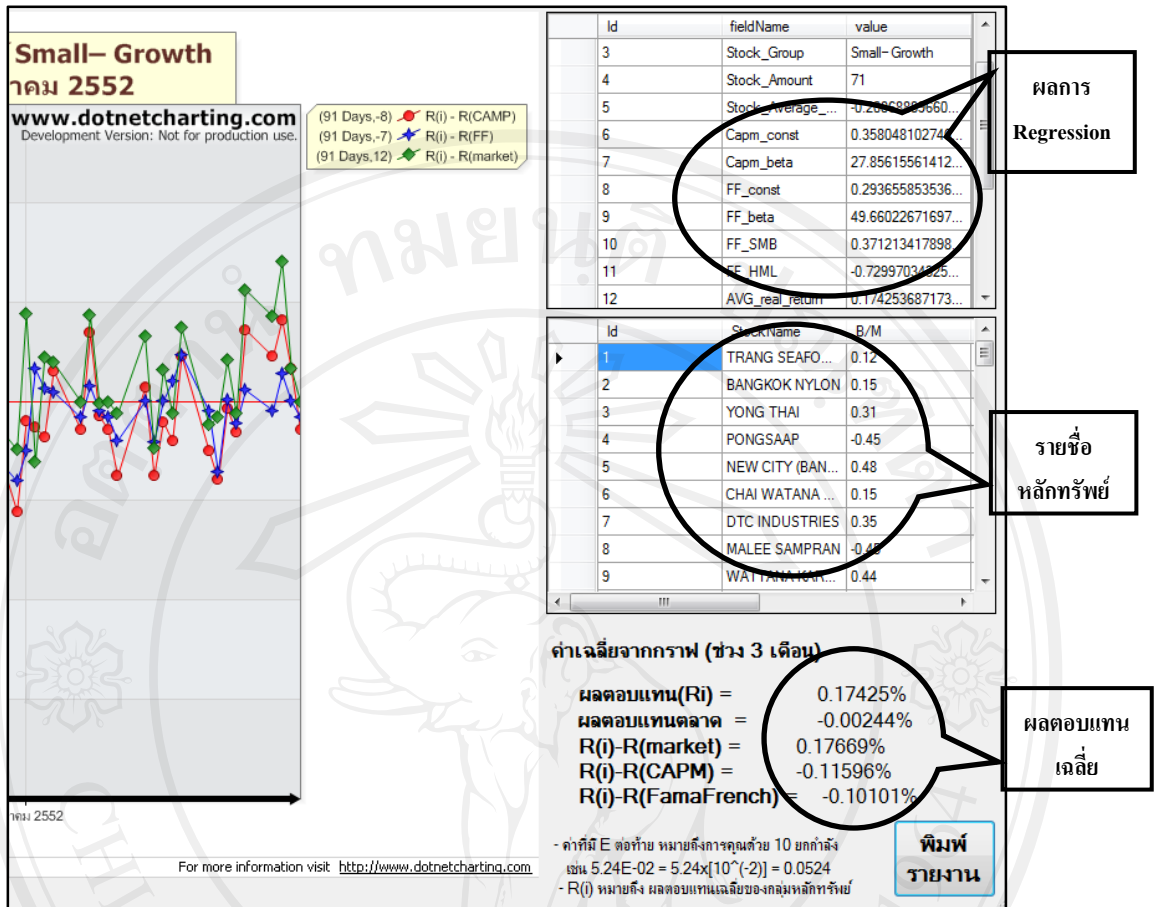 Small– Growth
าคม 2552
www.dotnetcharting.com
Development Version: Not for production use.
(91 Days,-8) R(i) - R(CAMP)
(91 Days,-7) R(i) - R(FF)
(91 Days,12) R(i) - R(market)
Id fieldName value
3 Stock_Group Small-Growth
4 Stock_Amount 71
5 Stock_Average_...
6 Capm_const
7 Capm_beta 27.85615561412...
8 FF_const 0.293655853536...
9 FF_beta 49.66022671697...
10 FF_SMB 0.371213417898...
11 FF_HML
12 AVG_real_return 0.174253687173...
ผลการ
Regression
Id StockName B/M
1 TRANG SEAFO... 0.12
2 BANGKOK NYLON 0.15
3 YONG THAI 0.31
4 PONGSAAP -0.45
5 NEW CITY (BAN... 0.48
6 CHAI WATANA ... 0.15
7 DTC INDUSTRIES 0.35
8 MALEE SAMPRAN
9 WATTANA KAR... 0.44
รายชื่อ
หลักทรัพย์
ค่าเฉลี่ยจากกราฟ (ช่วง 3 เดือน)
ผลตอบแทน(Ri) = 0.17425%
ผลตอบแทนตลาด = -0.00244%
R(i)-R(market) = 0.17669%
R(i)-R(CAPM) = -0.11596%
R(i)-R(FamaFrench) = -0.10101%
ผลตอบแทน
เฉลี่ย
าคม 2552
For more information visit http://www.dotnetcharting.com
- ค่าที่มี E ต่อท้าย หมายถึงการคูณด้วย 10 ยกกำลัง
เช่น 5.24E-02 = 5.24x[10^(-2)] = 0.0524
- R(i) หมายถึง ผลตอบแทนเฉลี่ยของกลุ่มหลักทรัพย์
พิมพ์
รายงาน